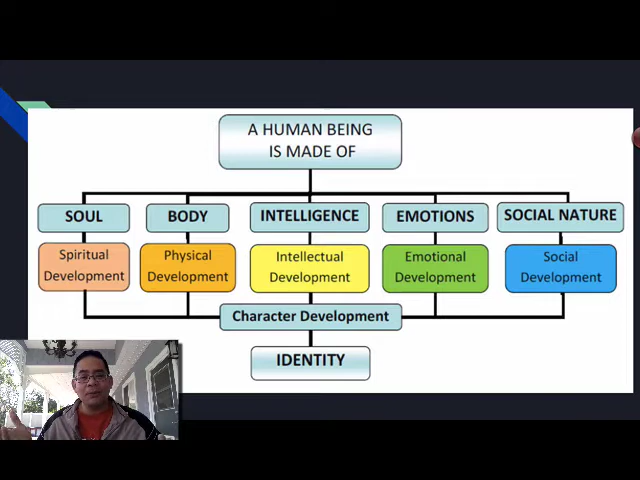 A HUMAN BEING
IS MADE OF
SOUL
BODY
INTELLIGENCE
EMOTIONS
SOCIAL NATURE
Spiritual
Development
Physical
Development
Intellectual
Development
Emotional
Development
Social
Development
Character Development
IDENTITY